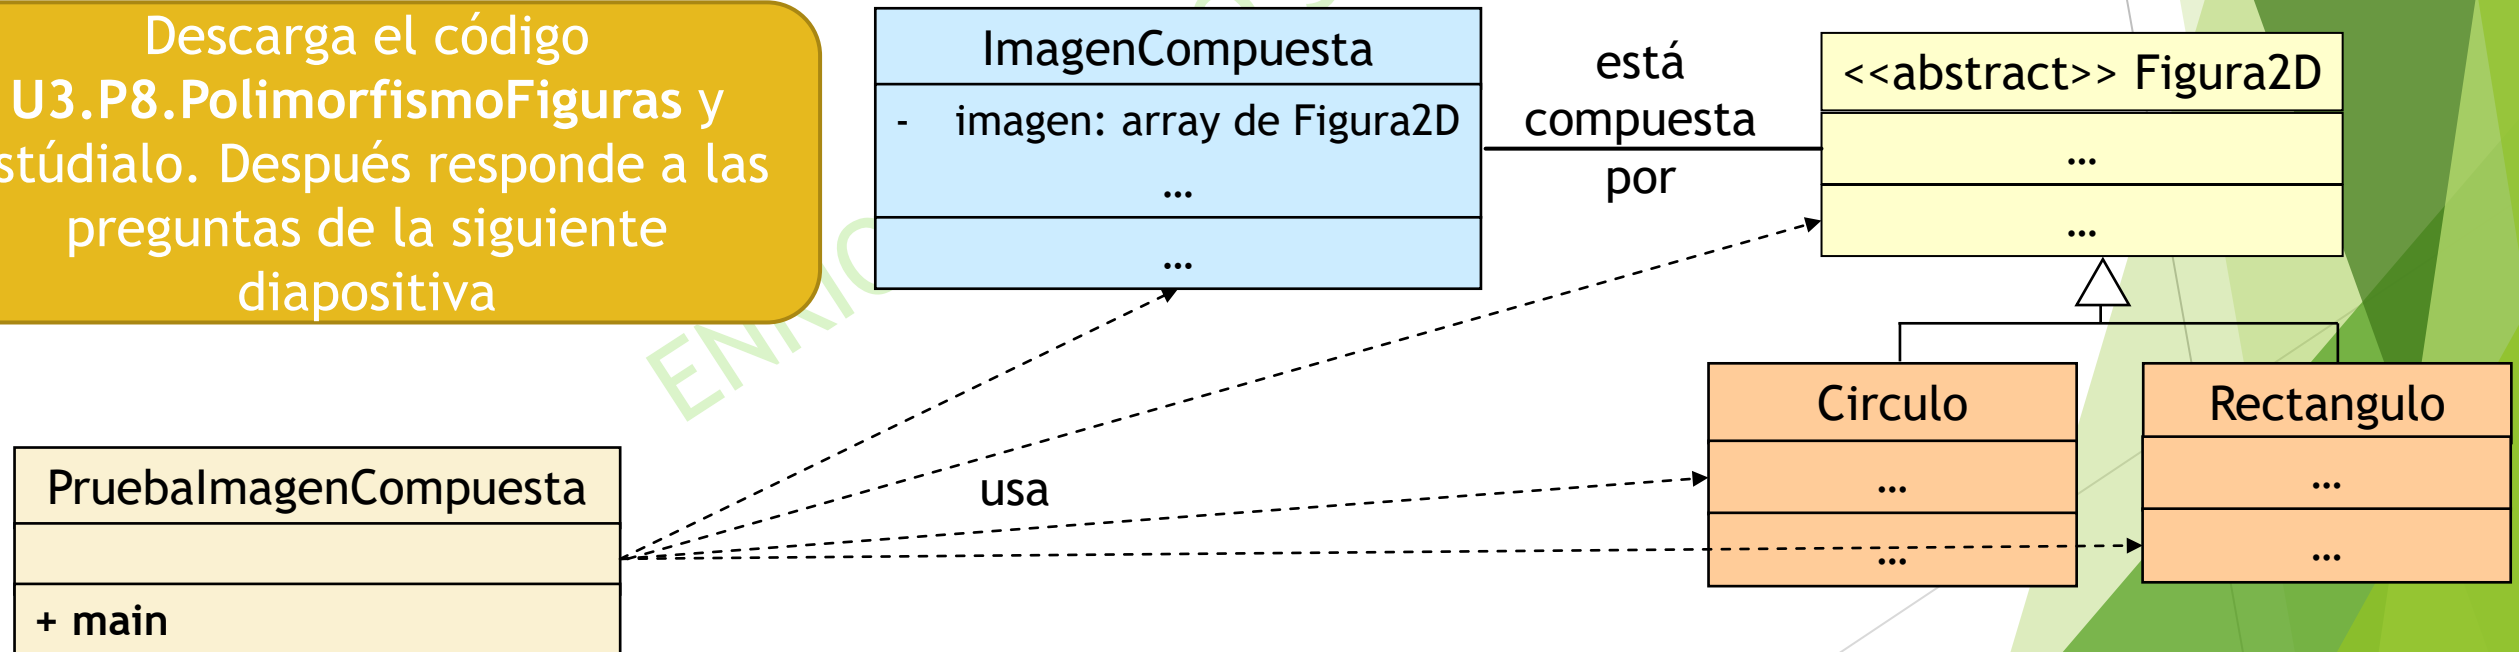 Descarga el código
U3.P8.PolimorfismoFiguras y
stúdialo. Después responde a las
preguntas de la siguiente
diapositiva
ImagenCompuesta
- imagen: array de Figura2D
...
...
está
compuesta
por
<<abstract>> Figura2D
...
...
Circulo
...
...
Rectangulo
...
...
usa
PruebaImagenCompuesta
+ main